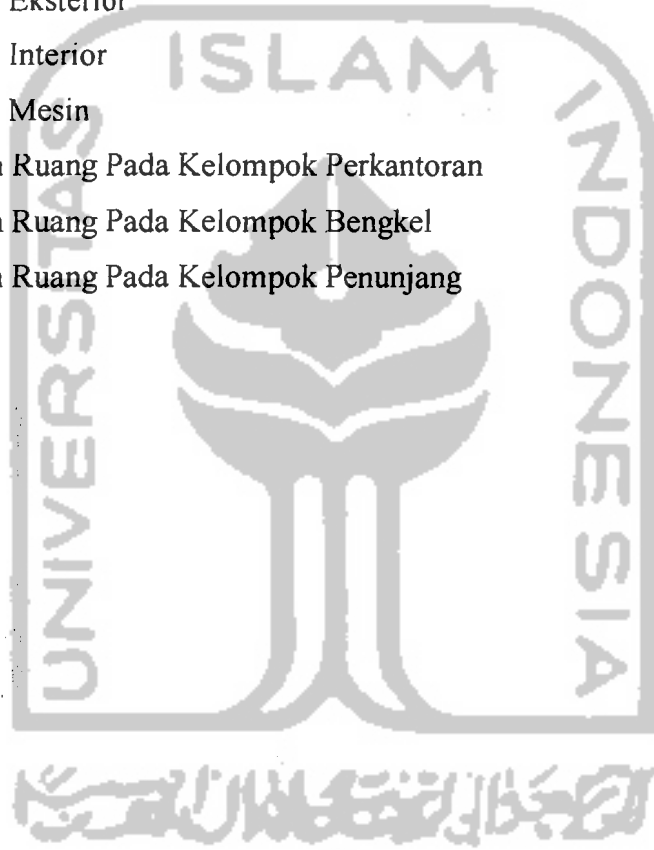 Eksterior
Interior
Mesin
Ruang Pada Kelompok Perkantoran
Ruang Pada Kelompok Bengkel
Ruang Pada Kelompok Penunjang
UNIVERSITAS
ISLAM
INDONESIA